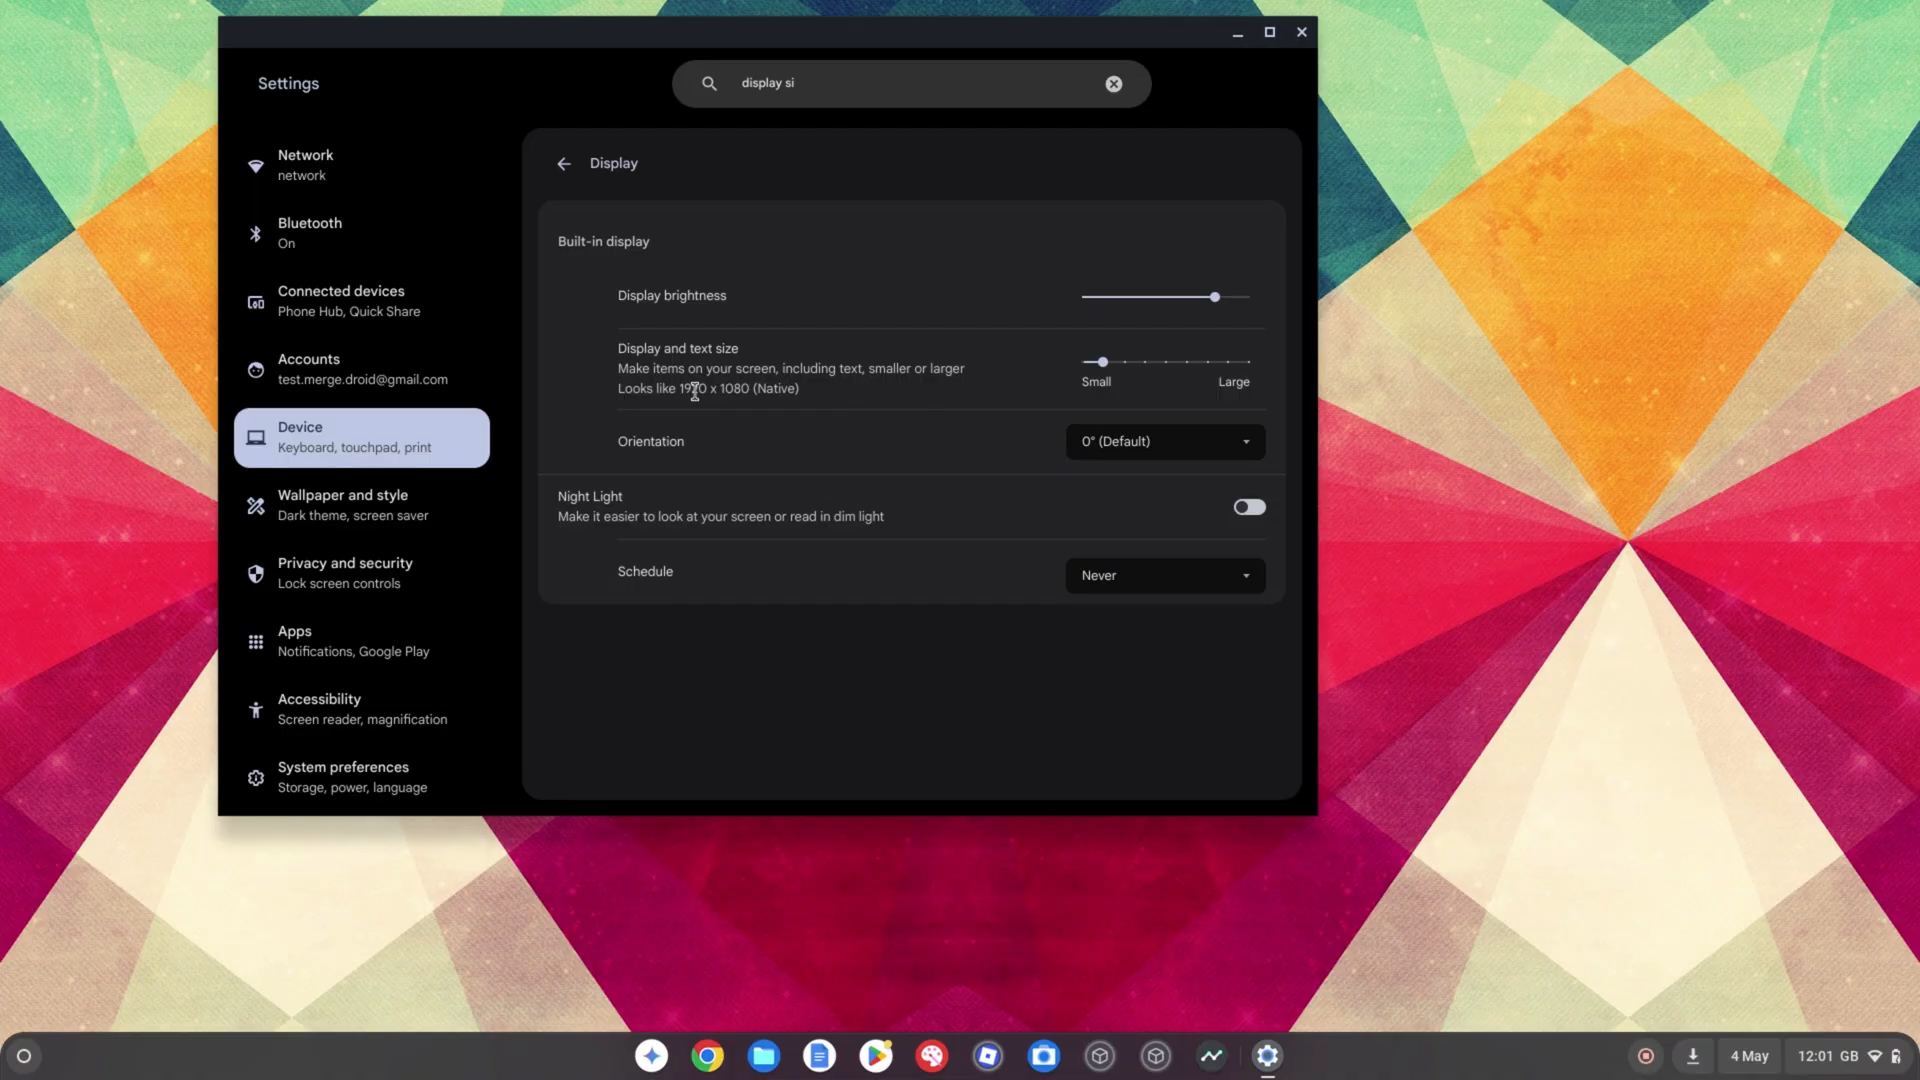 Settings
display si
Network
network
Bluetooth
On
Connected devices
Phone Hub, Quick Share
Accounts
test.merge.droid@gmail.com
Device
Keyboard, touchpad, print
Wallpaper and style
Dark theme, screen saver
Privacy and security
Lock screen controls
Apps
Notifications, Google Play
Accessibility
Screen reader, magnification
System preferences
Storage, power, language
Display
Built-in display
Display brightness
Display and text size
Make items on your screen, including text, smaller or larger
Looks like 1920 x 1080 (Native)
Small Large
Orientation
0° (Default)
Night Light
Make it easier to look at your screen or read in dim light
Schedule
Never
4 May
12:01 GB